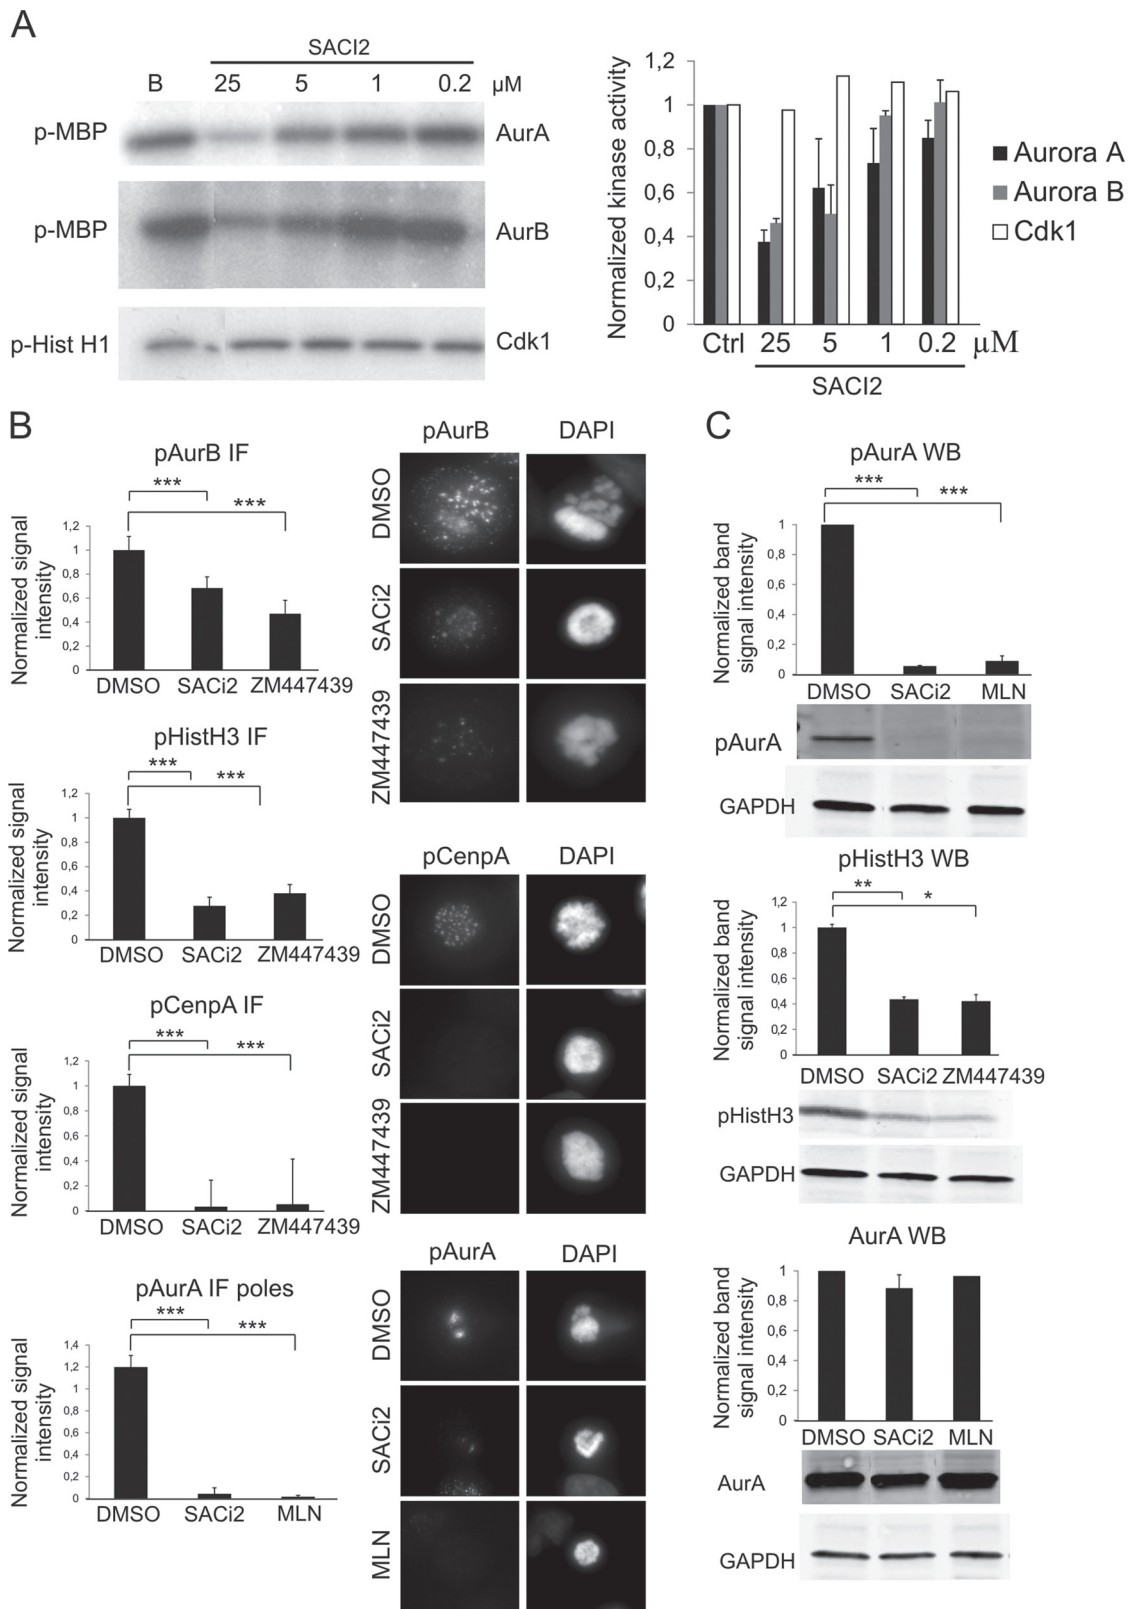 A
SACI2
B 25 5 1 0.2 µM
p-MBP AurA
p-MBP AurB
p-Hist H1 Cdk1
Normalized kinase activity
1,2
1
0,8
0,6
0,4
0,2
0
Ctrl 25 5 1 0.2 µM
SACI2
Aurora A
Aurora B
Cdk1
B
pAurB IF
*** ***
Normalized signal
intensity
1,2
1
0,8
0,6
0,4
0,2
0
DMSO SACi2 ZM447439
pHistH3 IF
*** ***
Normalized signal
intensity
1,2
1
0,8
0,6
0,4
0,2
0
DMSO SACi2 ZM447439
pCenpA IF
*** ***
Normalized signal
intensity
1,2
1
0,8
0,6
0,4
0,2
0
DMSO SACi2 ZM447439
pAurA IF poles
*** ***
Normalized signal
intensity
1,4
1,2
1
0,8
0,6
0,4
0,2
0
DMSO SACi2 MLN
pAurB DAPI
DMSO
SACi2
ZM447439
pCenpA DAPI
DMSO
SACi2
ZM447439
pAurA DAPI
DMSO
SACi2
MLN
C
pAurA WB
*** ***
Normalized band
signal intensity
1
0,8
0,6
0,4
0,2
0
DMSO SACi2 MLN
pAurA
GAPDH
pHistH3 WB
** *
Normalized band
signal intensity
1,2
1
0,8
0,6
0,4
0,2
0
DMSO SACi2 ZM447439
pHistH3
GAPDH
AurA WB
Normalized band
signal intensity
1
0,8
0,6
0,4
0,2
0
DMSO SACi2 MLN
AurA
GAPDH